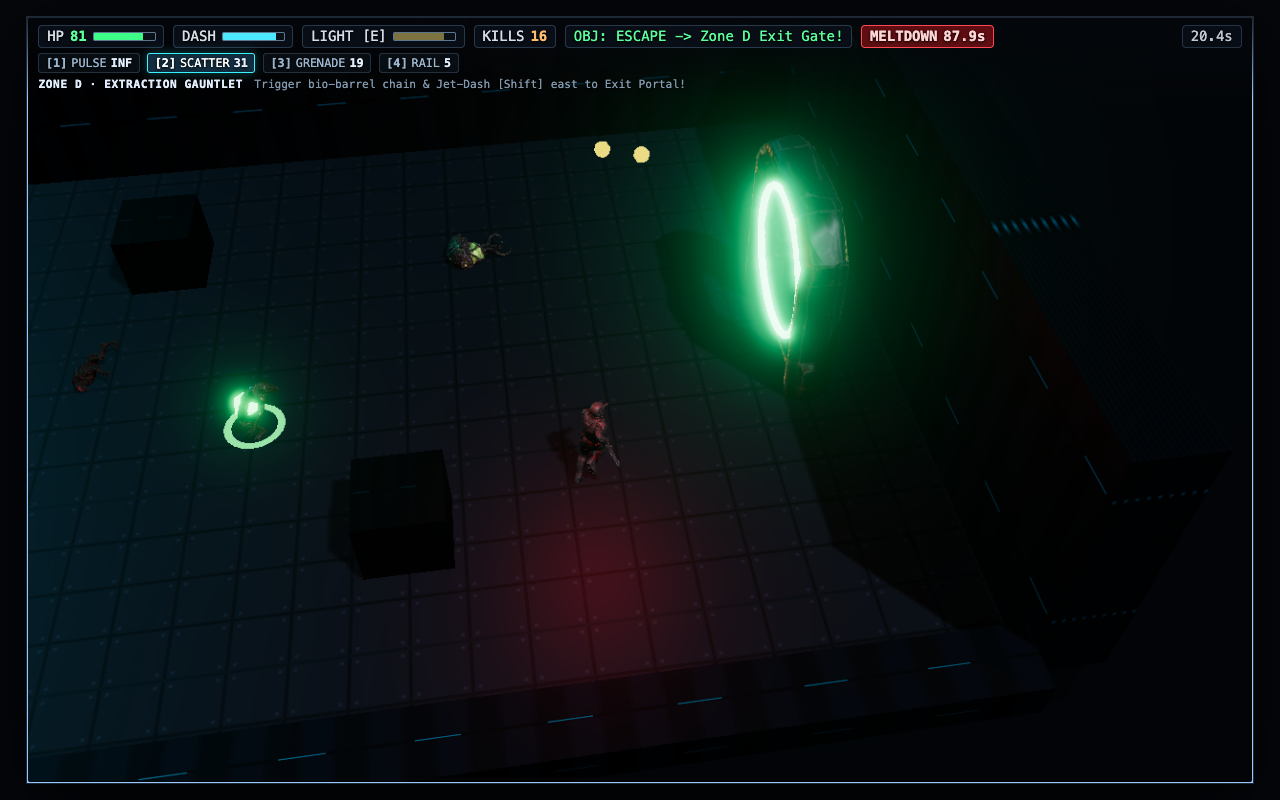 HP 81 DASH LIGHT [E] KILLS 16 OBJ: ESCAPE -> Zone D Exit Gate! MELTDOWN 87.9s 20.4s
[1] PULSE INF [2] SCATTER 31 [3] GRENADE 19 [4] RAIL 5
ZONE D · EXTRACTION GAUNTLET Trigger bio-barrel chain & Jet-Dash [Shift] east to Exit Portal!